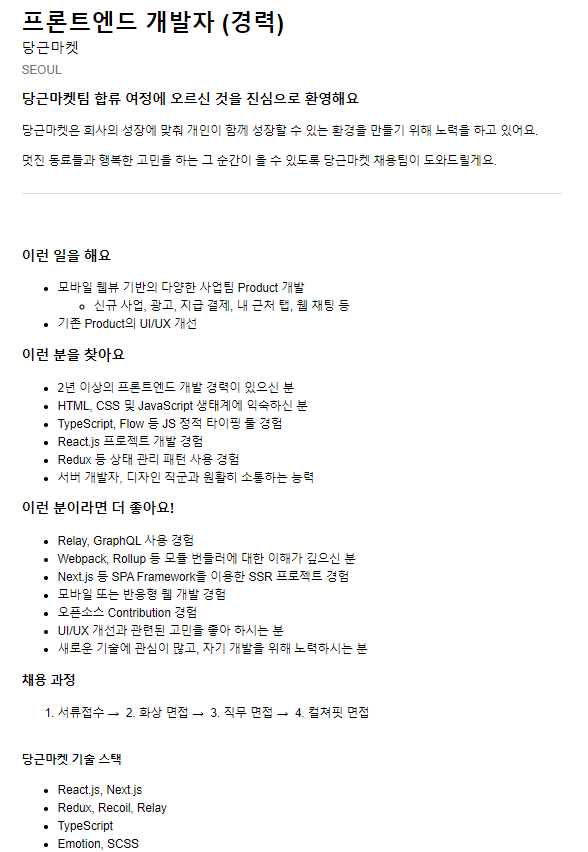 프론트엔드 개발자 (경력)
당근마켓
SEOUL
당근마켓팀 합류 여정에 오르신 것을 진심으로 환영해요
당근마켓은 회사의 성장에 맞춰 개인이 함께 성장할 수 있는 환경을 만들기 위해 노력을 하고 있어요.
멋진 동료들과 행복한 고민을 하는 그 순간이 올 수 있도록 당근마켓 채용팀이 도와드릴게요.
이런 일을 해요
• 모바일 웹뷰 기반의 다양한 사업팀 Product 개발
◦ 신규 사업, 광고, 지급 결제, 내 근처 탭, 웹 채팅 등
• 기존 Product의 UI/UX 개선
이런 분을 찾아요
• 2년 이상의 프론트엔드 개발 경력이 있으신 분
• HTML, CSS 및 JavaScript 생태계에 익숙하신 분
• TypeScript, Flow 등 JS 정적 타이핑 툴 경험
• React.js 프로젝트 개발 경험
• Redux 등 상태 관리 패턴 사용 경험
• 서버 개발자, 디자인 직군과 원활히 소통하는 능력
이런 분이라면 더 좋아요!
• Relay, GraphQL 사용 경험
• Webpack, Rollup 등 모듈 번들러에 대한 이해가 깊으신 분
• Next.js 등 SPA Framework을 이용한 SSR 프로젝트 경험
• 모바일 또는 반응형 웹 개발 경험
• 오픈소스 Contribution 경험
• UI/UX 개선과 관련된 고민을 좋아 하시는 분
• 새로운 기술에 관심이 많고, 자기 개발을 위해 노력하시는 분
채용 과정
1. 서류접수 → 2. 화상 면접 → 3. 직무 면접 → 4. 컬쳐핏 면접
당근마켓 기술 스택
• React.js, Next.js
• Redux, Recoil, Relay
• TypeScript
• Emotion, SCSS